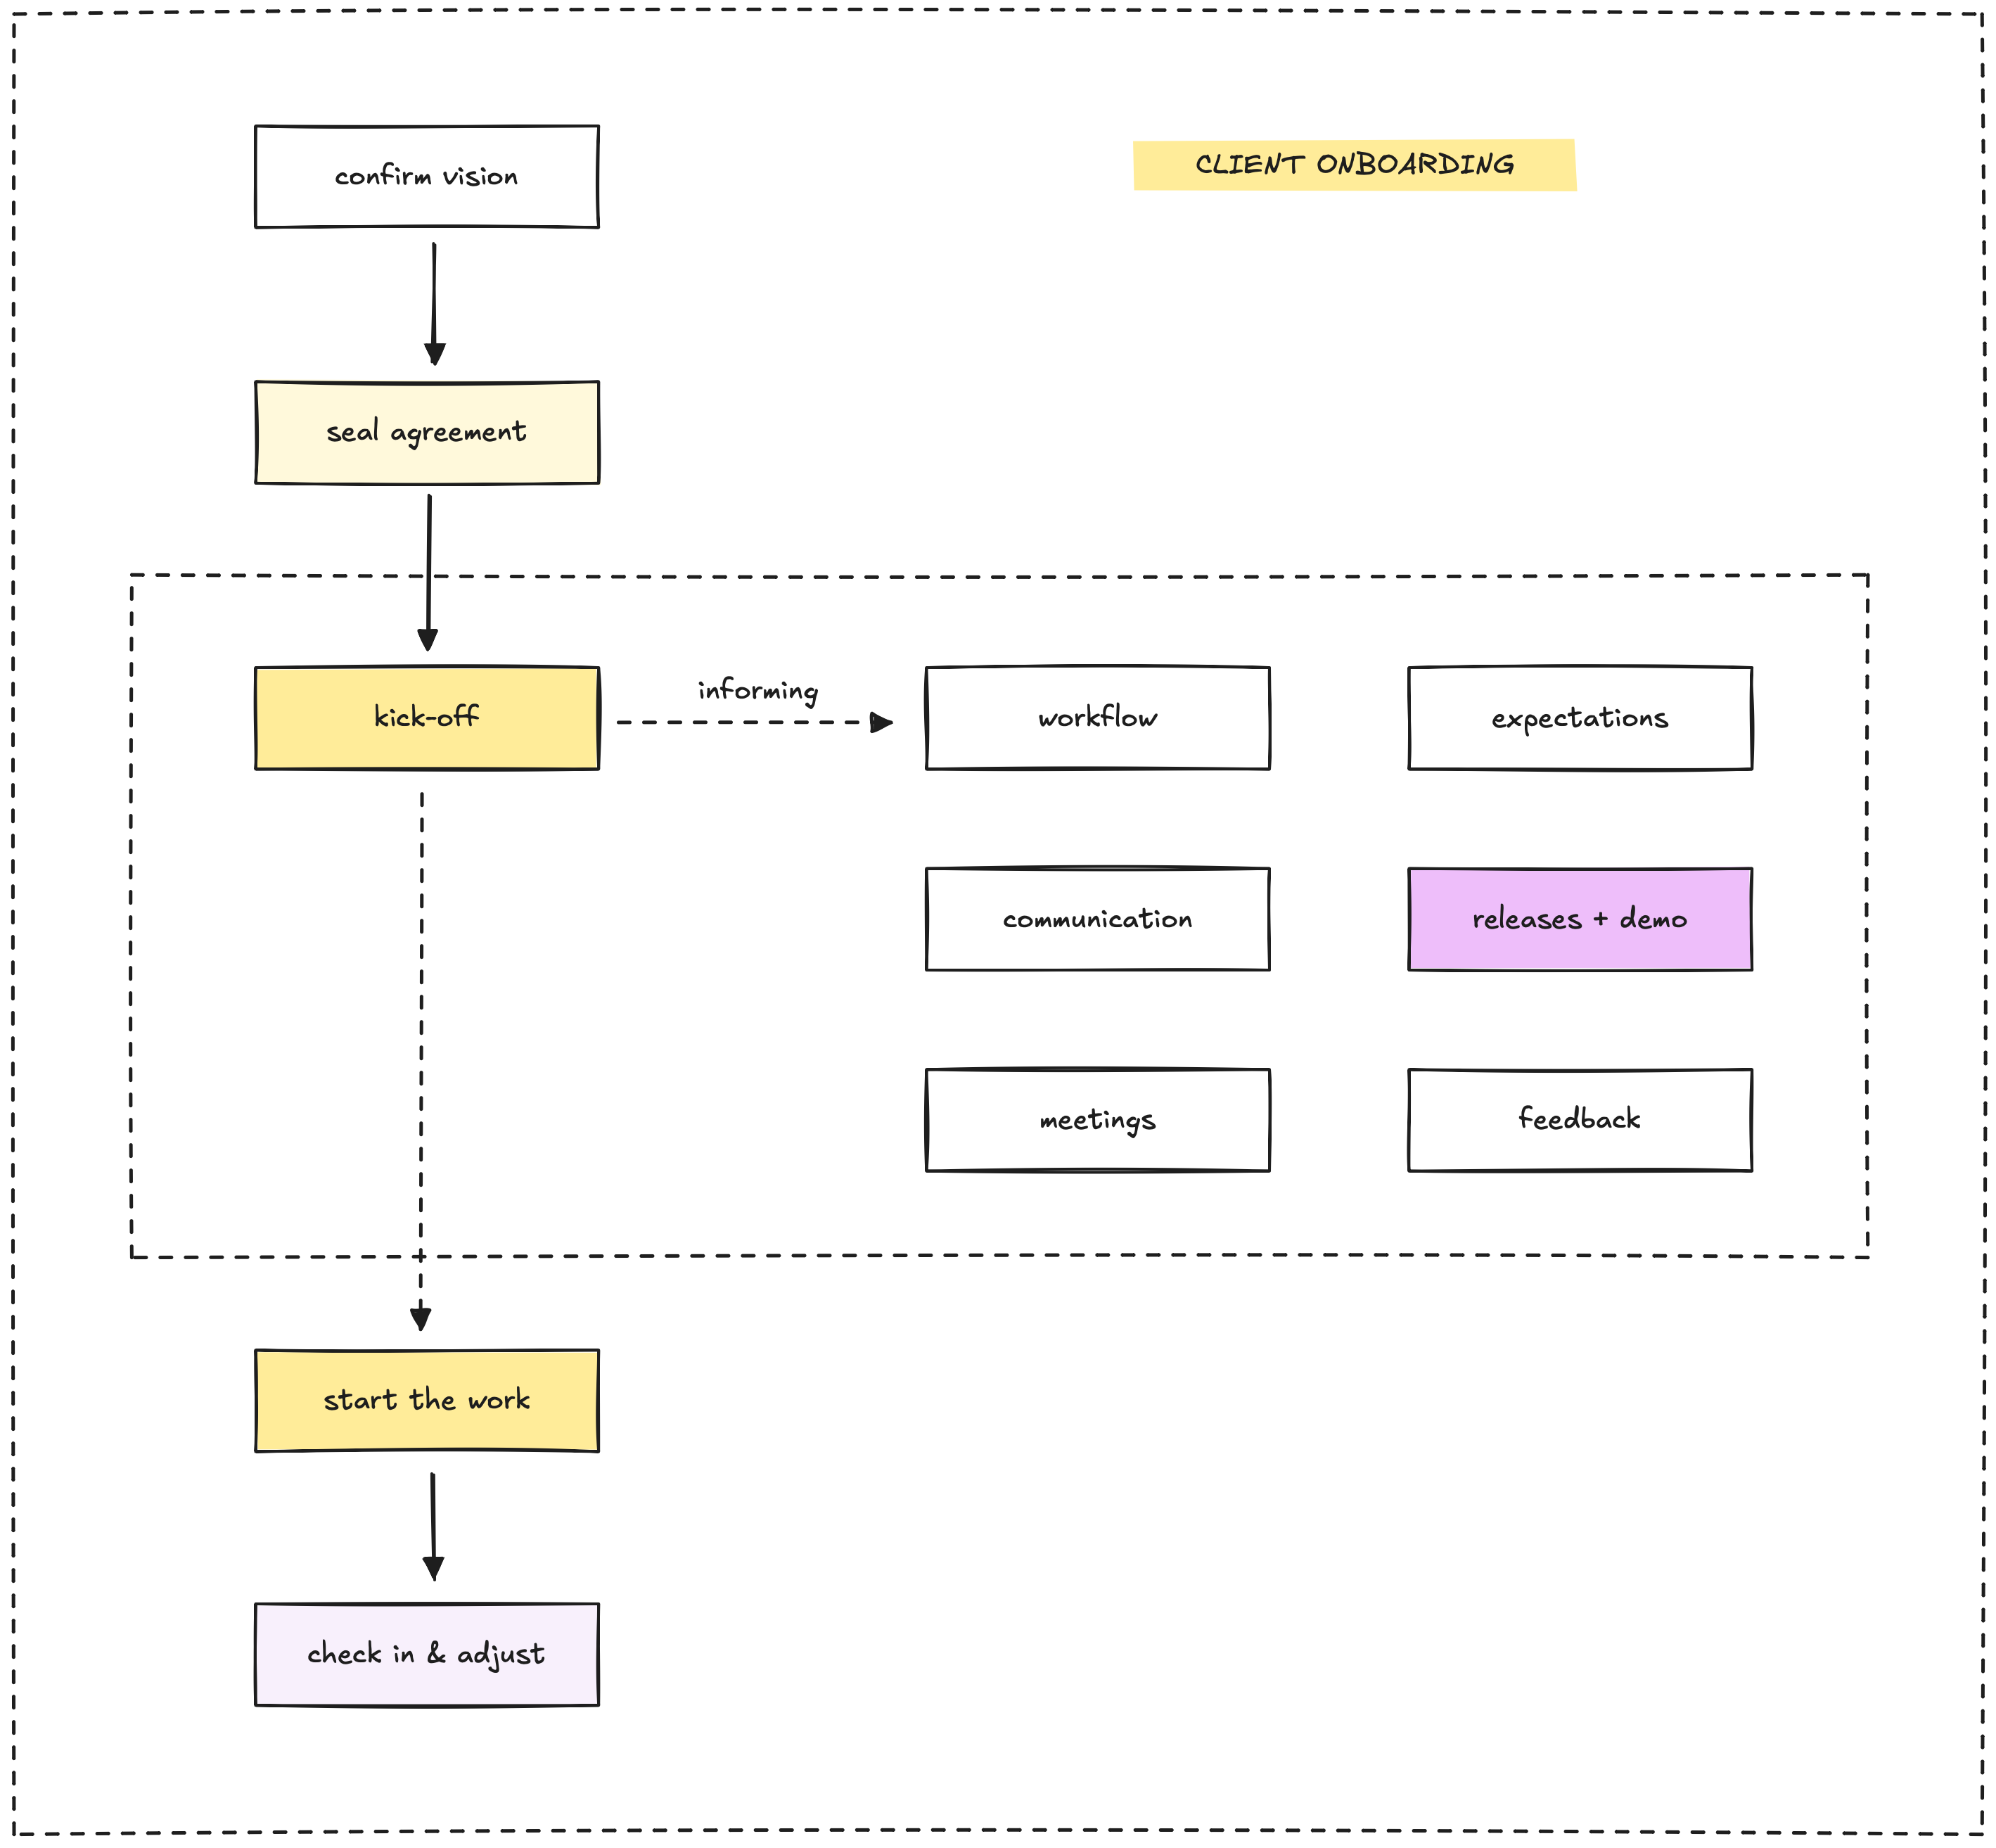 confirm vision
CLIENT ONBOARDING
seal agreement
kick-off
informing
workflow
expectations
communication
releases + demo
meetings
feedback
start the work
check in & adjust